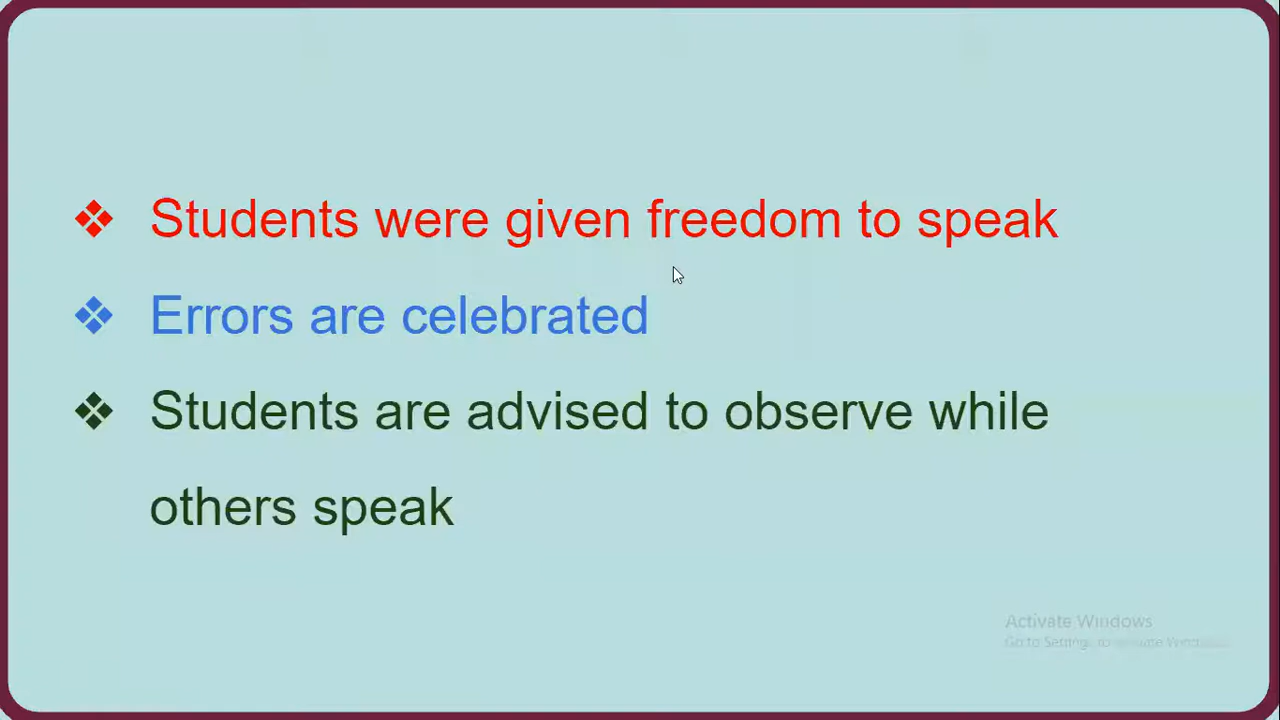 ❖ Students were given freedom to speak
❖ Errors are celebrated
❖ Students are advised to observe while
others speak
Activate Windows
Go to Settings to activate Windows.